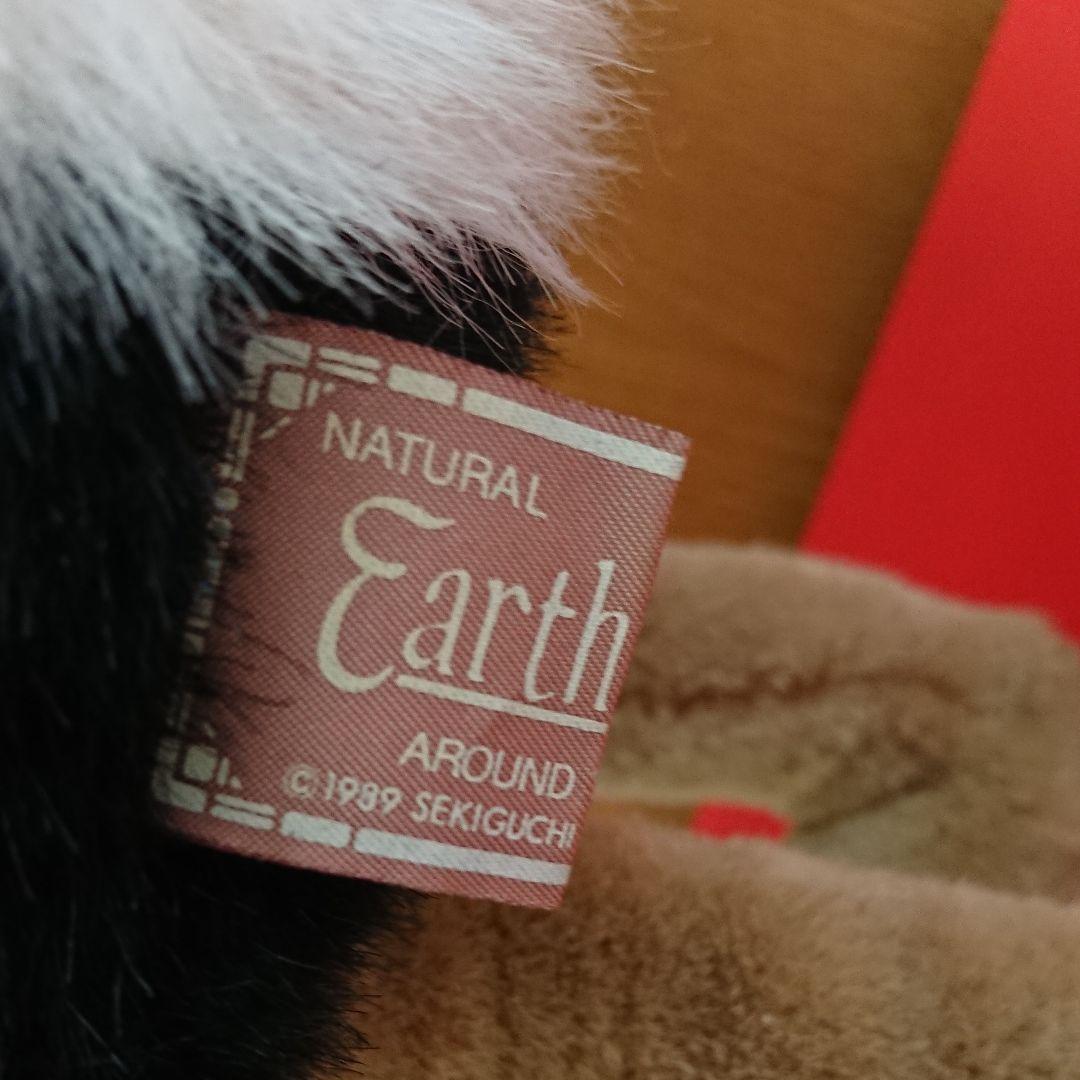 NATURAL
Earth
AROUND
©1989 SEKIGUCHI